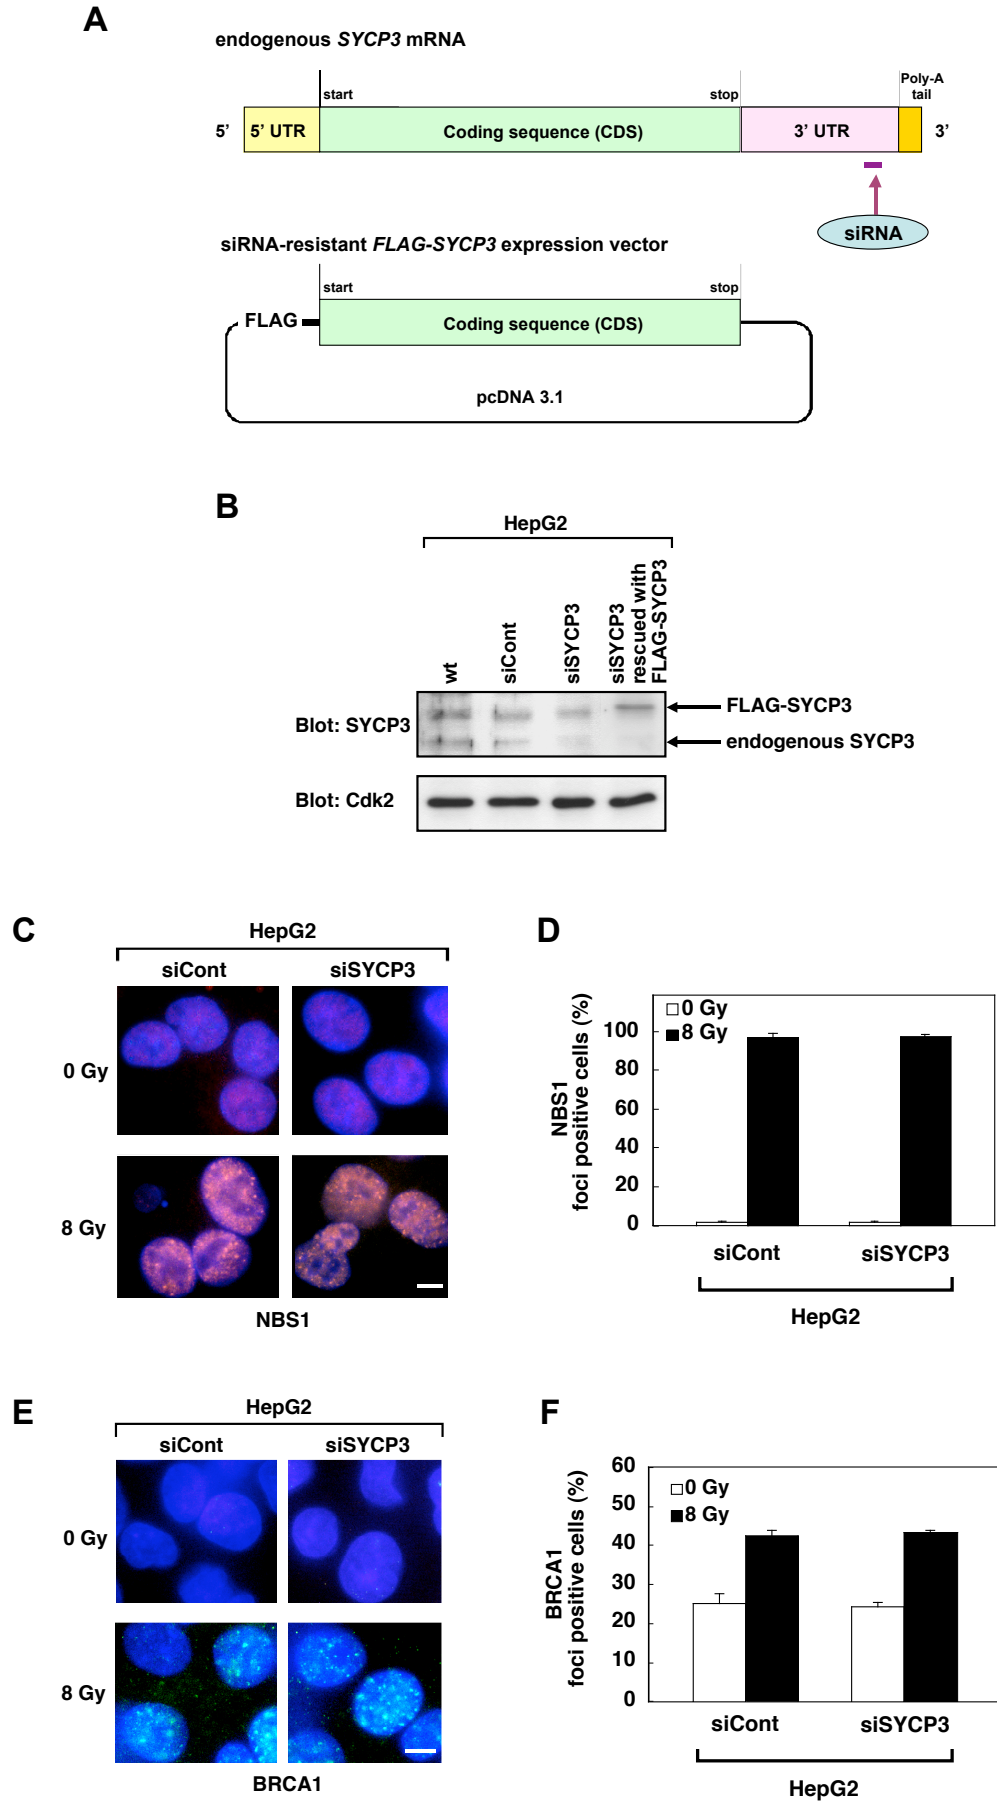 A
endogenous SYCP3 mRNA
start
stop
Poly-A
tail
5’
5’ UTR
Coding sequence (CDS)
3’ UTR
3’
siRNA
siRNA-resistant FLAG-SYCP3 expression vector
start
stop
FLAG
Coding sequence (CDS)
pcDNA 3.1
B
HepG2
wt
siCont
siSYCP3
siSYCP3
rescued with
FLAG-SYCP3
Blot: SYCP3
FLAG-SYCP3
endogenous SYCP3
Blot: Cdk2
C
HepG2
siCont
siSYCP3
0 Gy
8 Gy
NBS1
D
NBS1
foci positive cells (%)
0 Gy
8 Gy
100
80
60
40
20
0
siCont
siSYCP3
HepG2
E
HepG2
siCont
siSYCP3
0 Gy
8 Gy
BRCA1
F
BRCA1
foci positive cells (%)
0 Gy
8 Gy
60
50
40
30
20
10
0
siCont
siSYCP3
HepG2